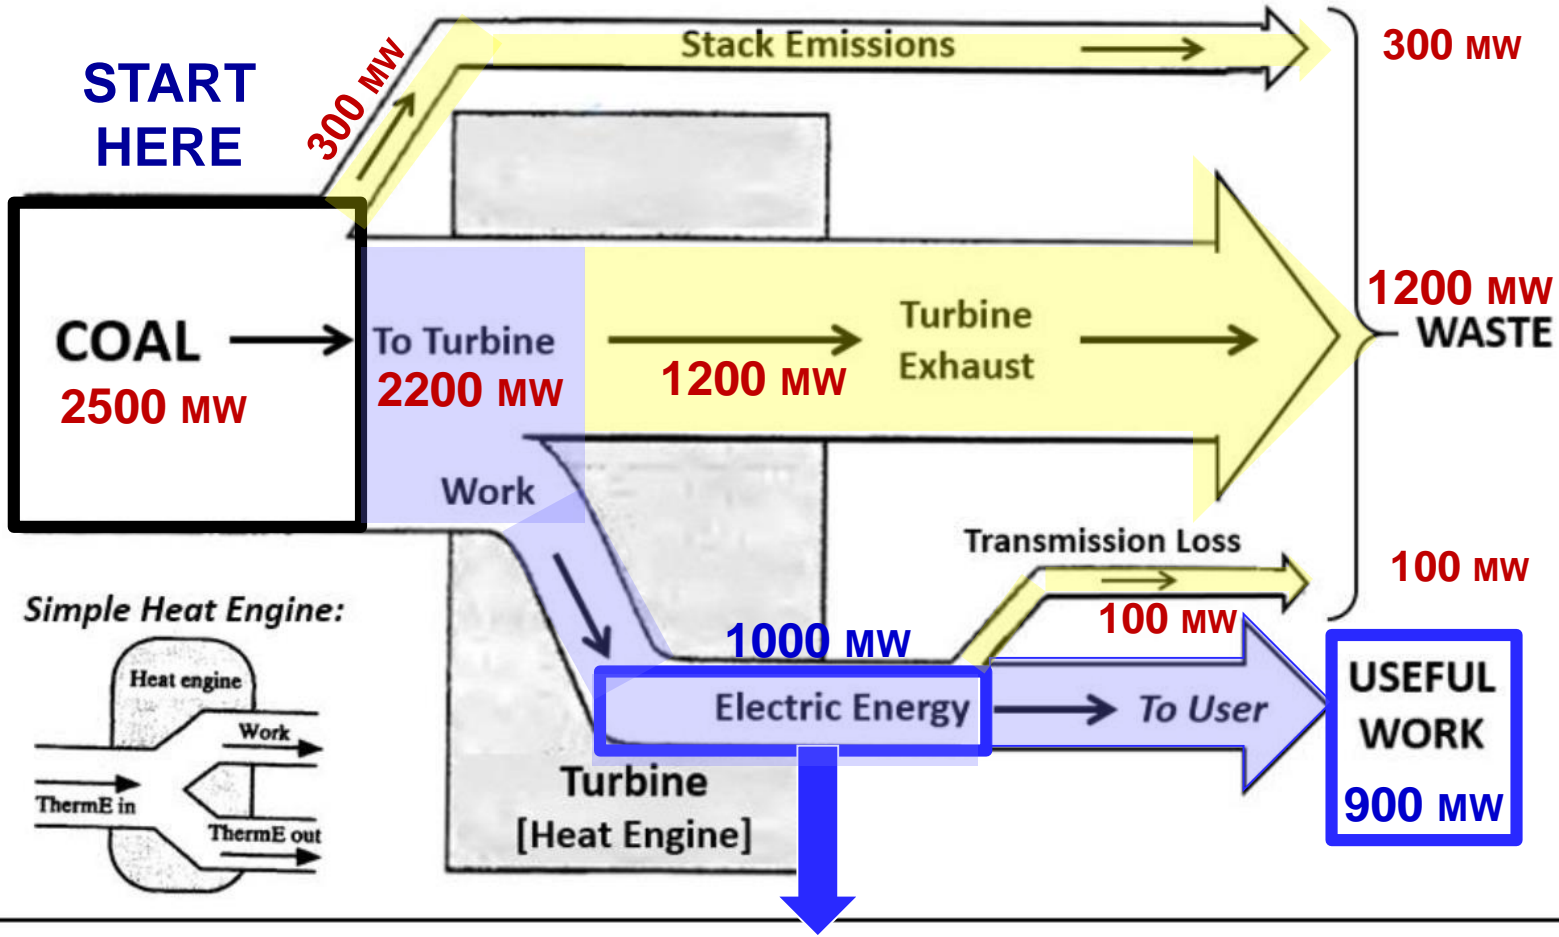 START
HERE
300 MW
Stack Emissions
300 MW
COAL
2500 MW
To Turbine
2200 MW
1200 MW
Turbine
Exhaust
1200 MW
WASTE
Work
Transmission Loss
100 MW
100 MW
1000 MW
Electric Energy
To User
USEFUL
WORK
900 MW
Turbine
[Heat Engine]
Simple Heat Engine:
Heat engine
Work
ThermE in
ThermE out